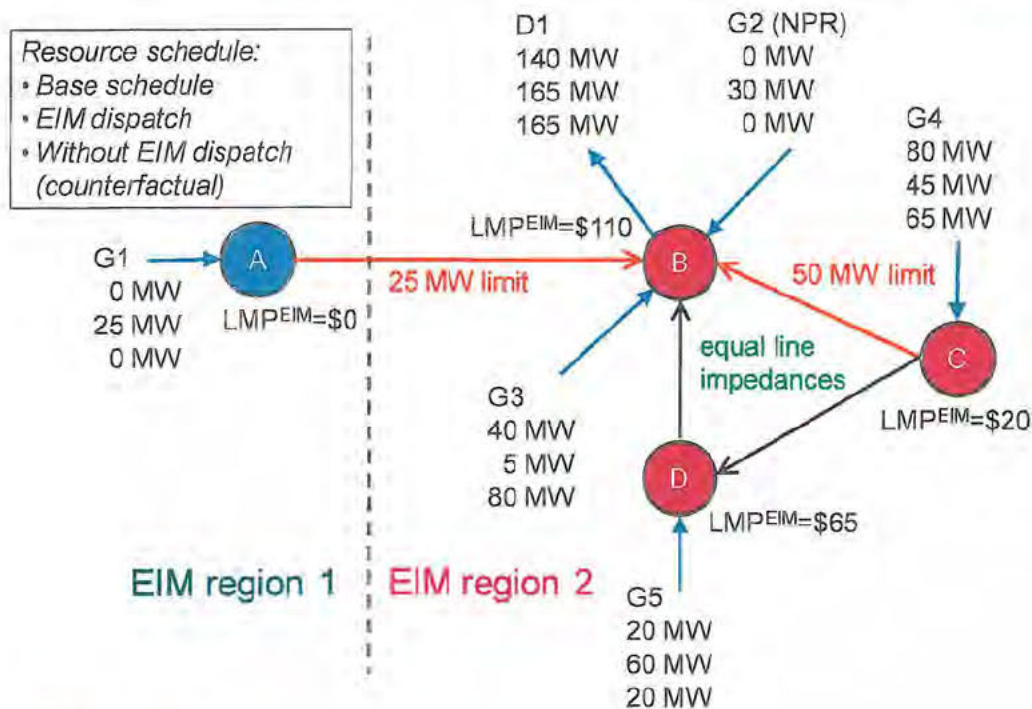 Resource schedule:
• Base schedule
• EIM dispatch
• Without EIM dispatch
(counterfactual)
D1
140 MW
165 MW
165 MW
G2 (NPR)
0 MW
30 MW
0 MW
G4
80 MW
45 MW
65 MW
G1
0 MW
25 MW
0 MW
A
LMPEIM=$0
25 MW limit
LMPEIM=$110
B
50 MW limit
C
LMPEIM=$20
equal line
impedances
G3
40 MW
5 MW
80 MW
D
LMPEIM=$65
EIM region 1
EIM region 2
G5
20 MW
60 MW
20 MW